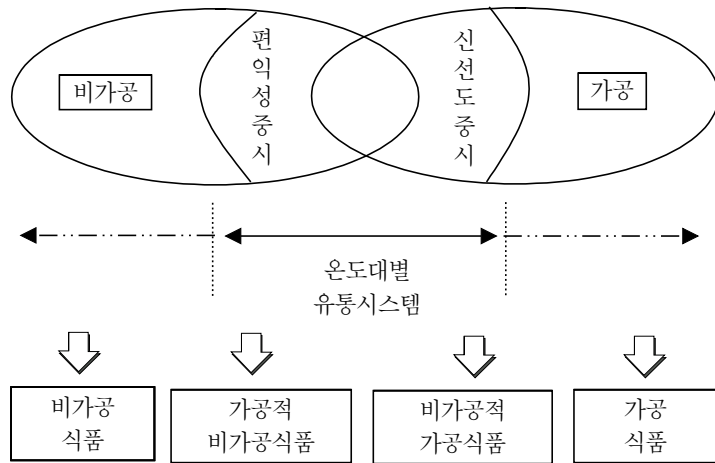 비가공
편익성중시
신선도중시
가공
온도대별
유통시스템
비가공
식품
가공적
비가공식품
비가공적
가공식품
가공
식품